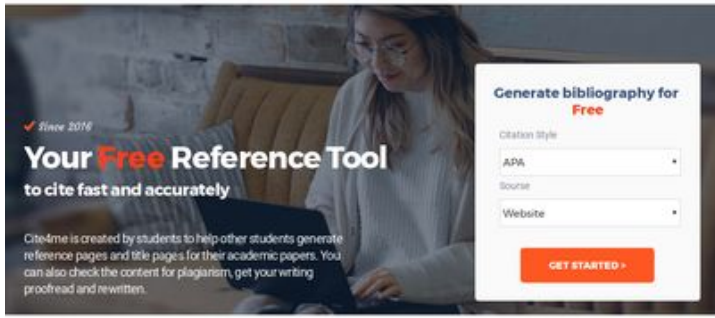 Since 2016
Your Free Reference Tool
to cite fast and accurately
Cite4me is created by students to help other students generate
reference pages and title pages for their academic papers. You
can also check the content for plagiarism, get your writing
proofread and rewritten.
Generate bibliography for
Free
Citation Style
APA
Sourse
Website
GET STARTED >